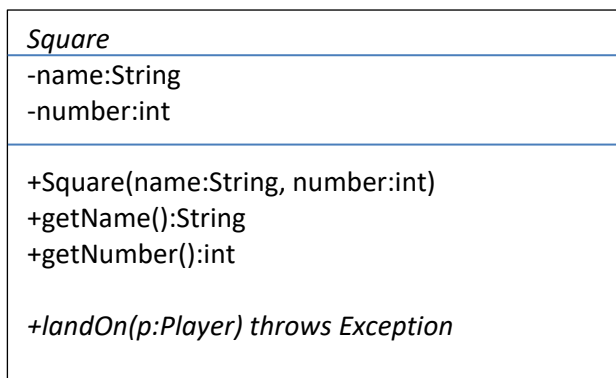 Square
-name:String
-number:int
+Square(name:String, number:int)
+getName():String
+getNumber():int
+landOn(p:Player) throws Exception